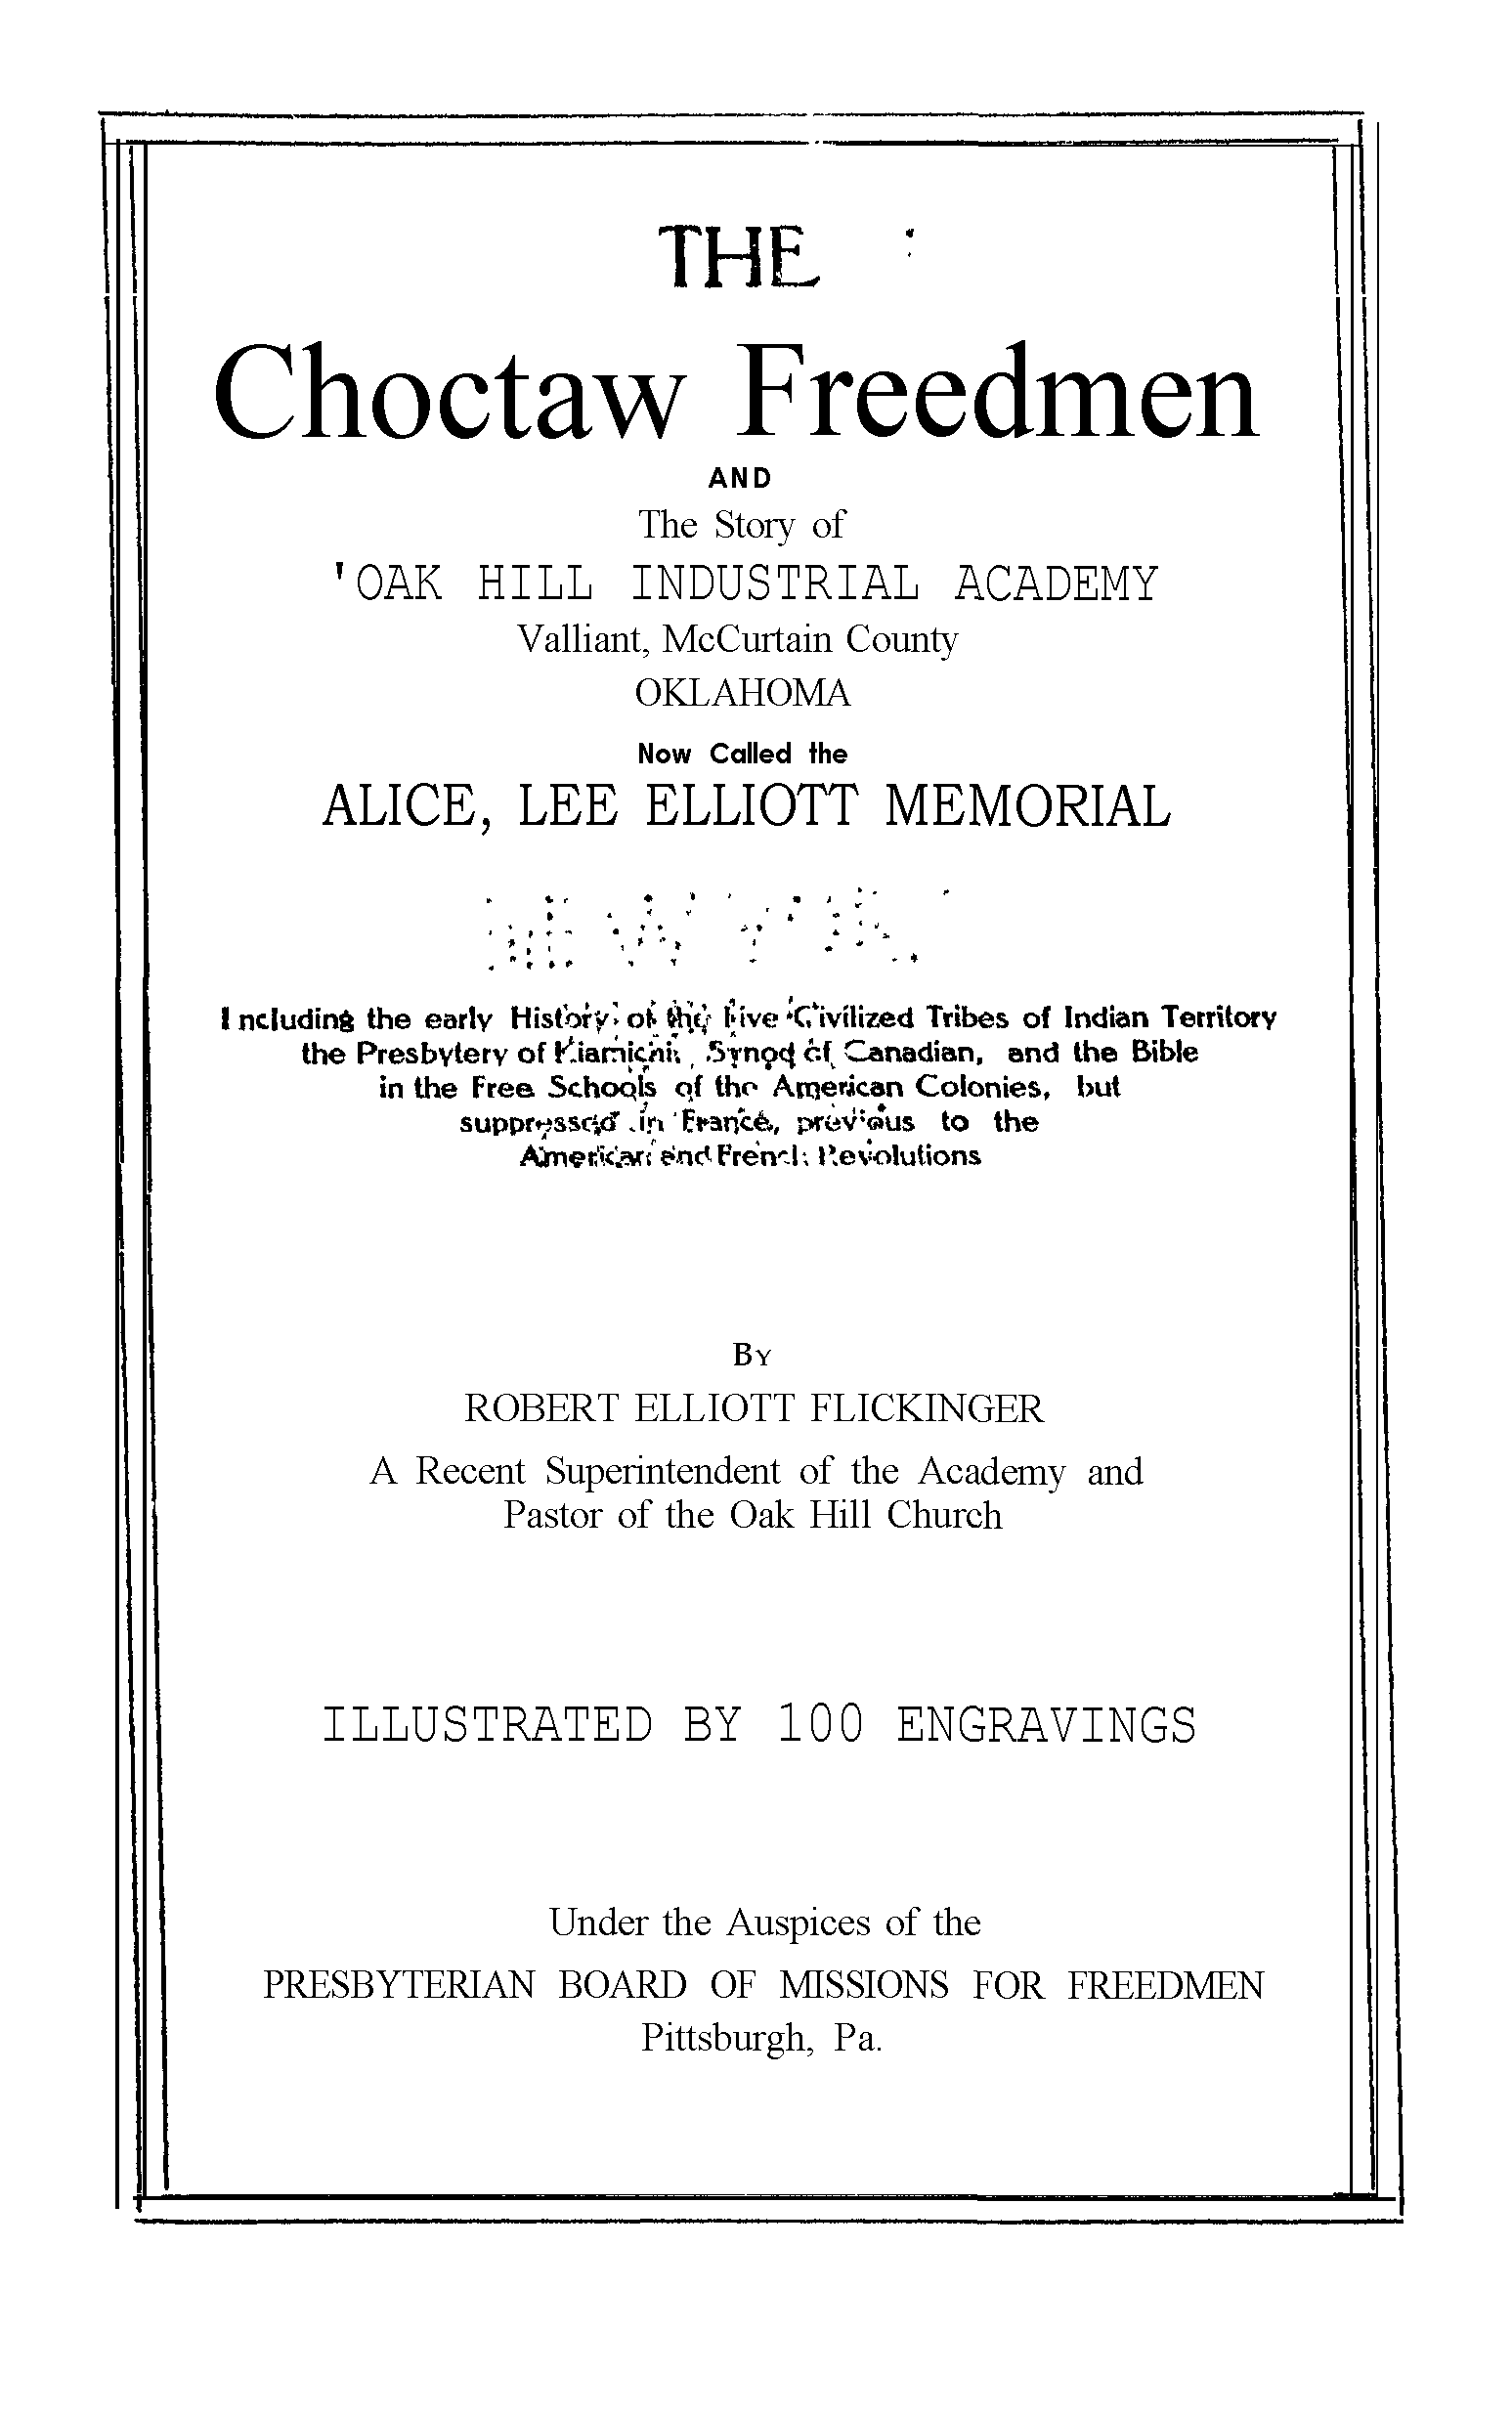 THE
Choctaw Freedmen
AND
The Story of
'OAK HILL INDUSTRIAL ACADEMY
Valliant, McCurtain County
OKLAHOMA
Now Called the
ALICE, LEE ELLIOTT MEMORIAL
Including the early History of the Five Civilized Tribes of Indian Territory
the Presbytery of Kiamichi, Synod of Canadian, and the Bible
in the Free Schools of the American Colonies, but
suppressed in France, previous to the
American and French Revolutions
BY
ROBERT ELLIOTT FLICKINGER
A Recent Superintendent of the Academy and
Pastor of the Oak Hill Church
ILLUSTRATED BY 100 ENGRAVINGS
Under the Auspices of the
PRESBYTERIAN BOARD OF MISSIONS FOR FREEDMEN
Pittsburgh, Pa.